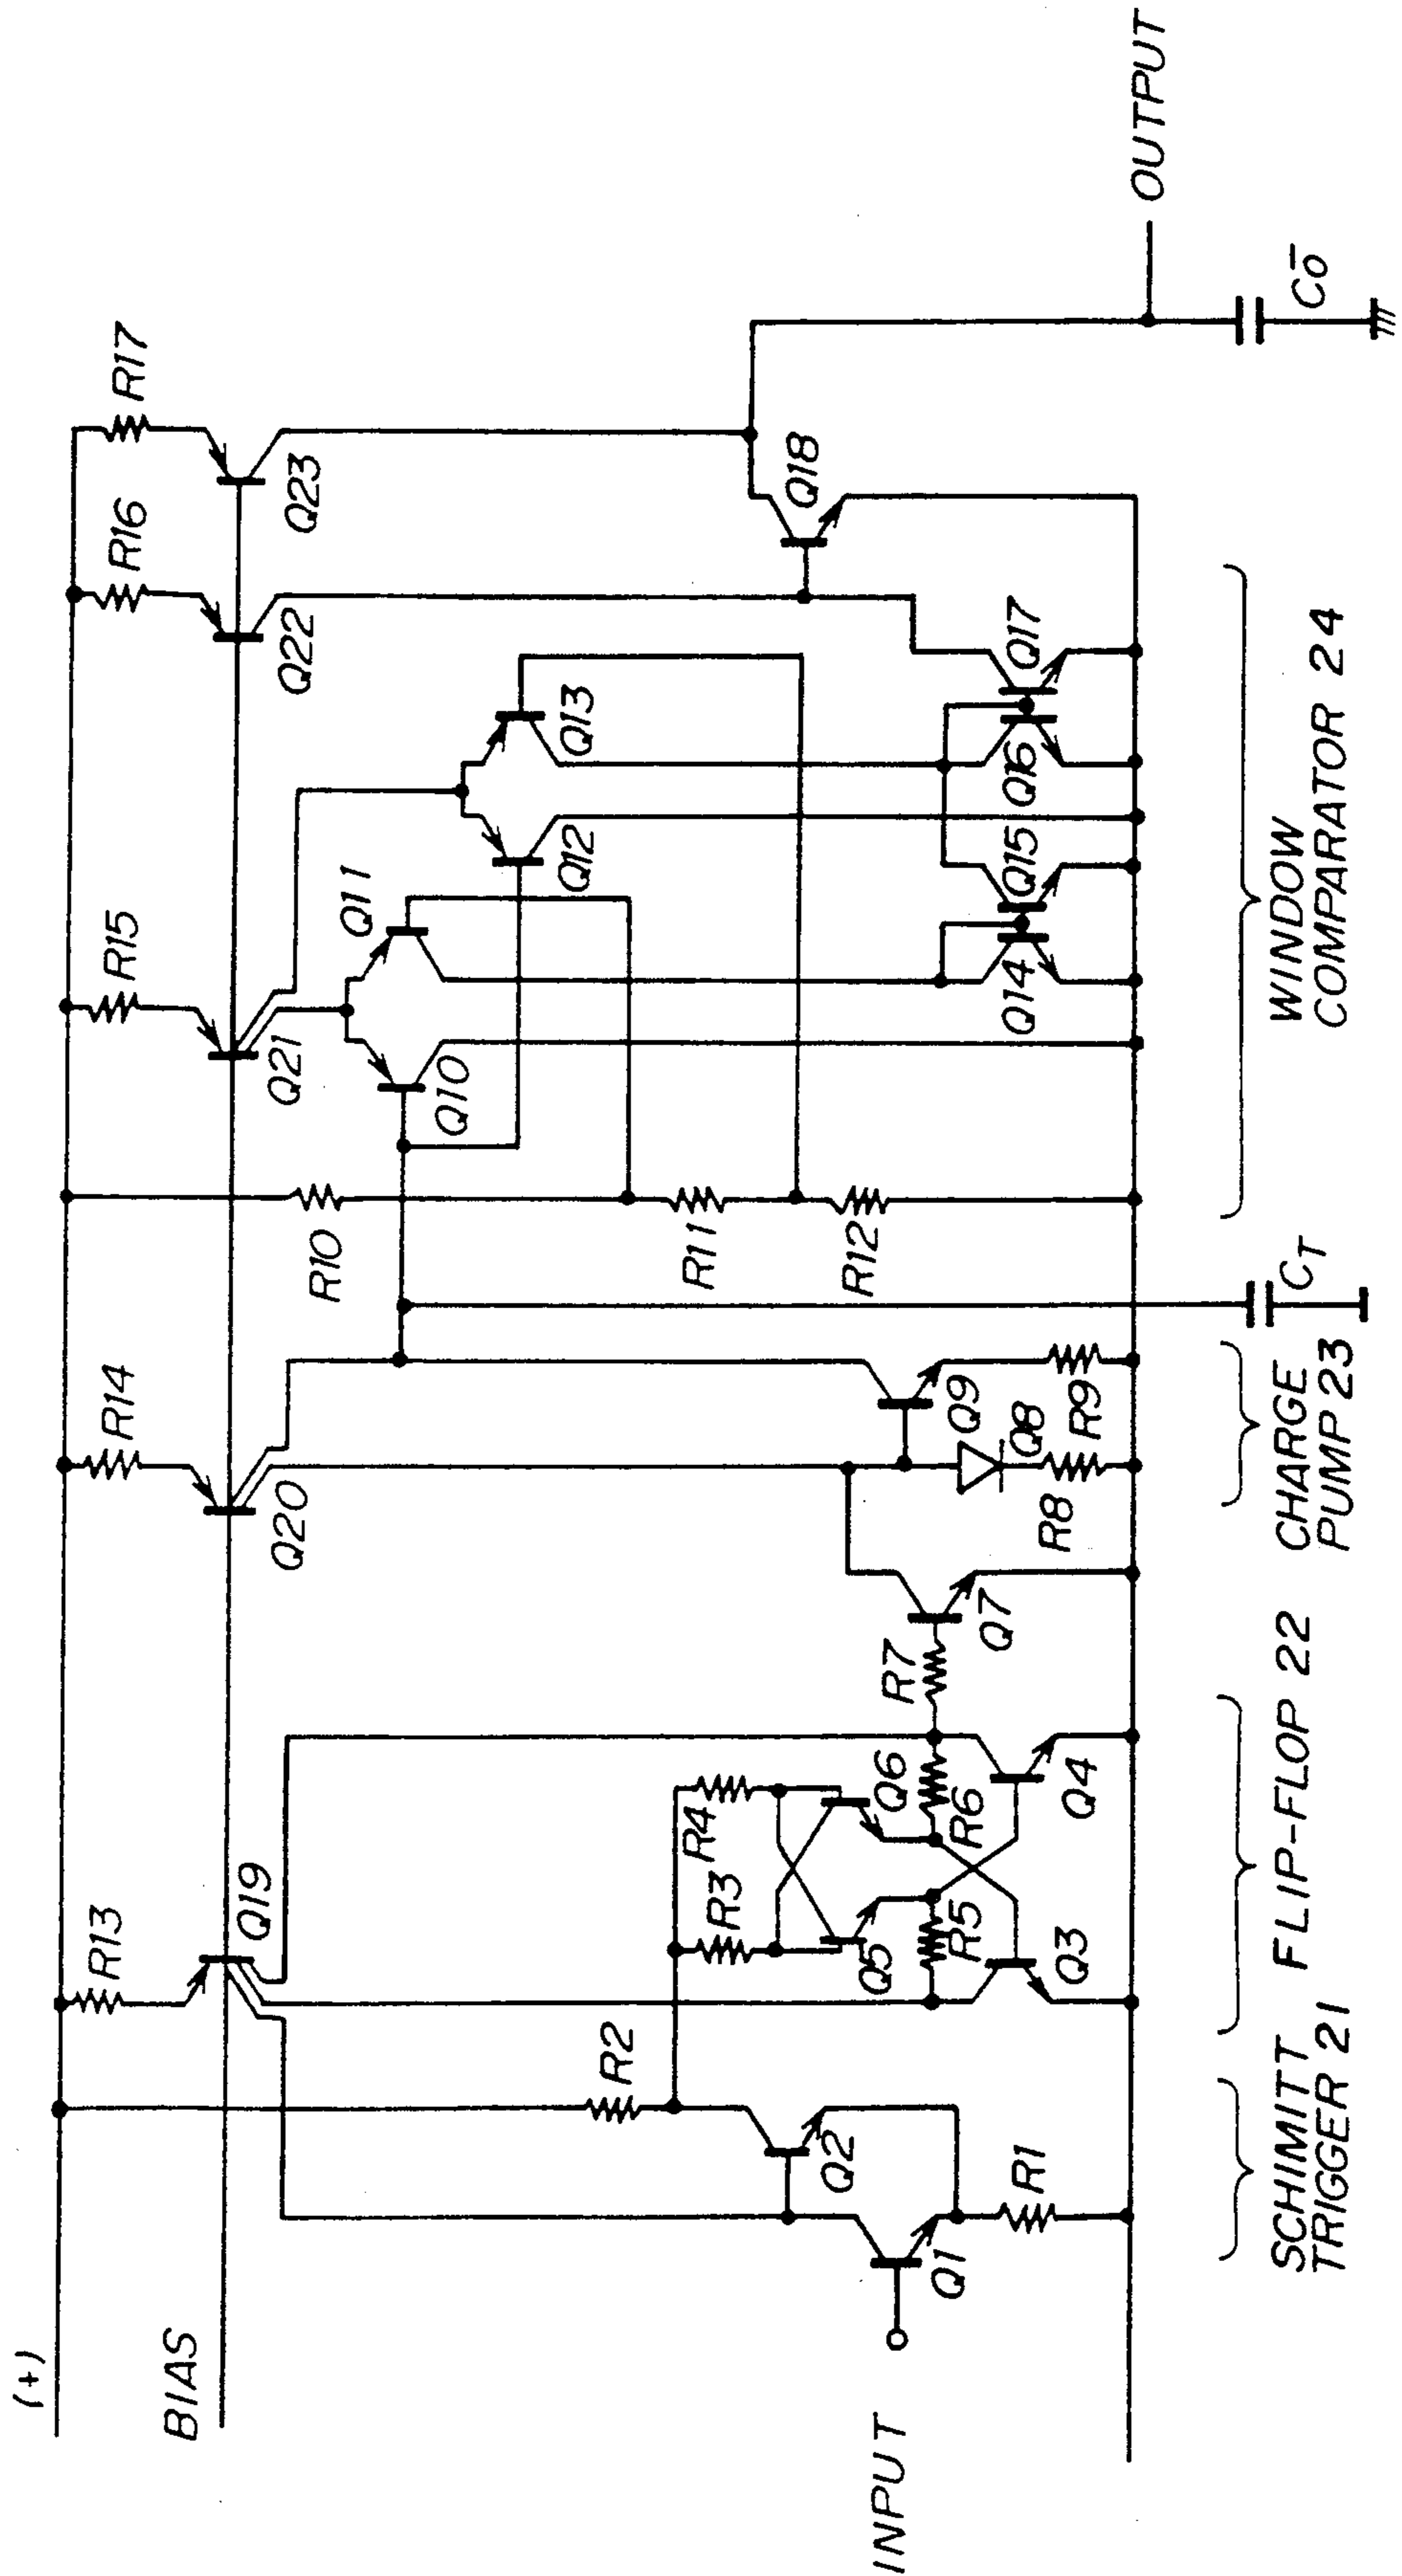 (+)
BIAS
INPUT
R13
Q19
R14
Q20
R15
Q21
R16
Q22
R17
Q23
R2
Q2
Q1
R1
R3
R4
Q5
Q6
R5
R6
Q3
Q4
R7
Q7
Q9
Q8
R8
R9
R10
R11
R12
CT
Q10
Q11
Q12
Q13
Q14
Q15
Q16
Q17
Q18
OUTPUT
Co̅
SCHIMITT
TRIGGER 21
FLIP-FLOP 22
CHARGE
PUMP 23
WINDOW
COMPARATOR 24